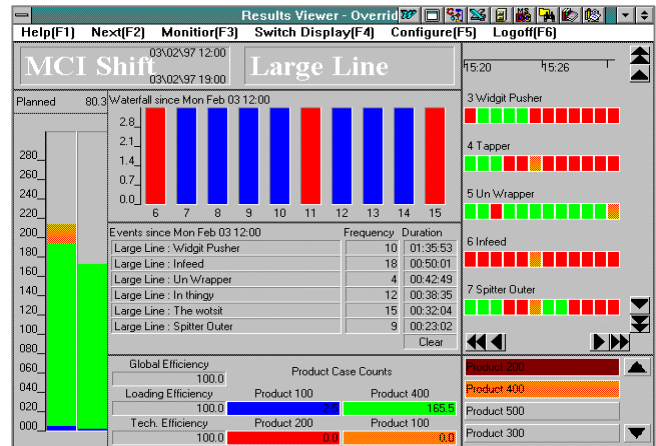 Results Viewer - Overrid
Help(F1) Next(F2) Monitior(F3) Switch Display(F4) Configure(F5) Logoff(F6)
MCI Shift
03\02\97 12:00
03\02\97 19:00
Large Line
15:20 15:26
Planned 80.3
Waterfall since Mon Feb 03 12:00
2.8
2.1
1.4
0.7
0.0
6 7 8 9 10 11 12 13 14 15
280
260
240
220
200
180
160
140
120
100
080
060
040
020
000
Events since Mon Feb 03 12:00 Frequency Duration
Large Line : Widgit Pusher 10 01:35:53
Large Line : Infeed 18 00:50:01
Large Line : Un Wrapper 4 00:42:49
Large Line : In thingy 12 00:38:35
Large Line : The wotsit 15 00:32:04
Large Line : Spitter Outer 9 00:23:02
Clear
Global Efficiency
100.0
Product Case Counts
Loading Efficiency Product 100 Product 400
100.0 2.5 165.5
Tech. Efficiency Product 200 Product 100
100.0 0.0 0.0
3 Widgit Pusher
4 Tapper
5 Un Wrapper
6 Infeed
7 Spitter Outer
Product 200
Product 400
Product 500
Product 300